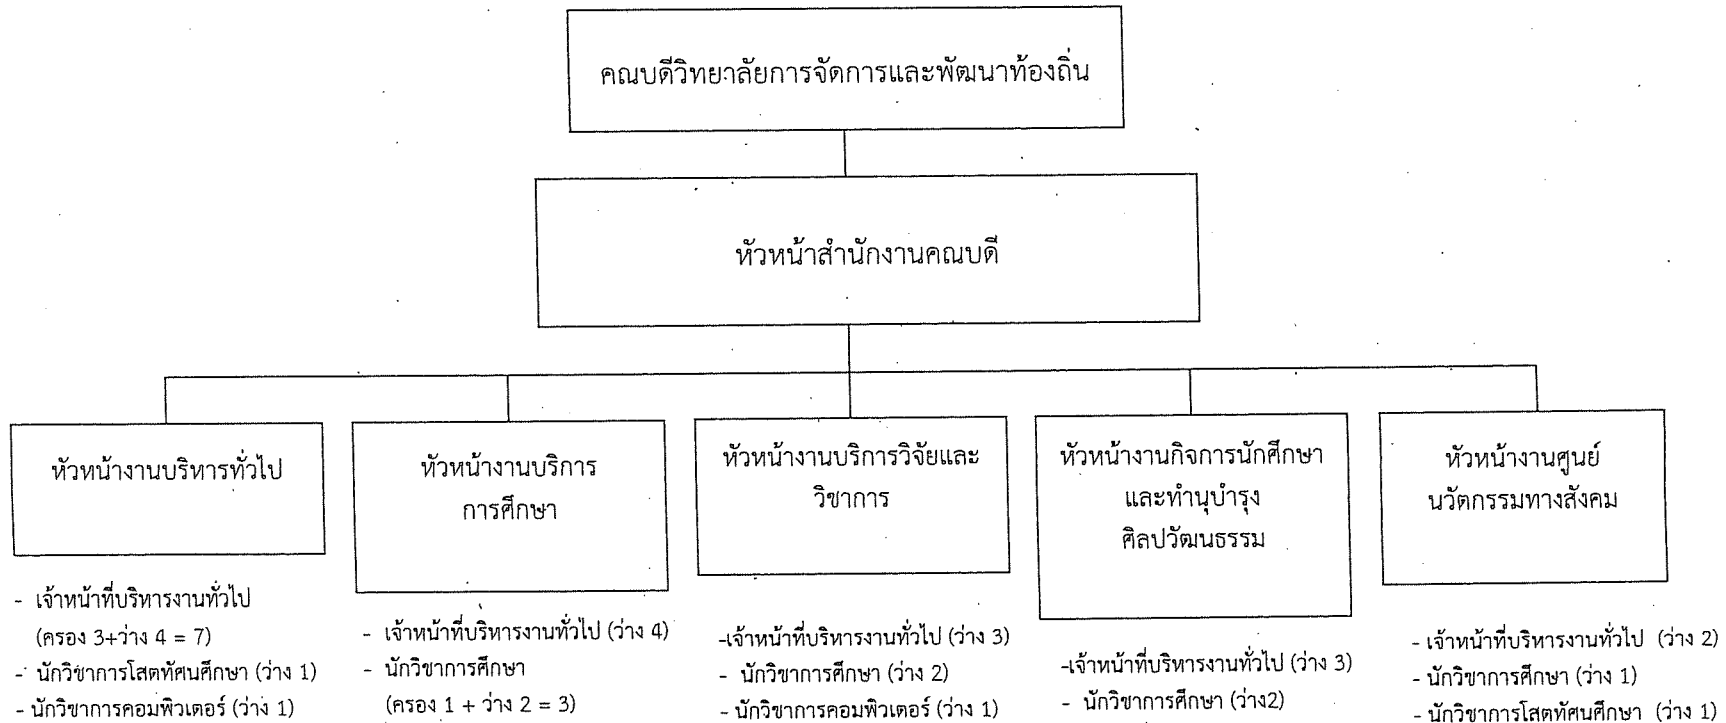 คณบดีวิทยาลัยการจัดการและพัฒนาท้องถิ่น
หัวหน้าสำนักงานคณบดี
หัวหน้างานบริหารทั่วไป
- เจ้าหน้าที่บริหารงานทั่วไป
(ครอง 3+ว่าง 4 = 7)
- นักวิชาการโสตทัศนศึกษา (ว่าง 1)
- นักวิชาการคอมพิวเตอร์ (ว่าง 1)
หัวหน้างานบริการ
การศึกษา
- เจ้าหน้าที่บริหารงานทั่วไป (ว่าง 4)
- นักวิชาการศึกษา
(ครอง 1 + ว่าง 2 = 3)
หัวหน้างานบริการวิจัยและ
วิชาการ
-เจ้าหน้าที่บริหารงานทั่วไป (ว่าง 3)
- นักวิชาการศึกษา (ว่าง 2)
- นักวิชาการคอมพิวเตอร์ (ว่าง 1)
หัวหน้างานกิจการนักศึกษา
และทำนุบำรุง
ศิลปวัฒนธรรม
-เจ้าหน้าที่บริหารงานทั่วไป (ว่าง 3)
- นักวิชาการศึกษา (ว่าง2)
หัวหน้างานศูนย์
นวัตกรรมทางสังคม
- เจ้าหน้าที่บริหารงานทั่วไป (ว่าง 2)
- นักวิชาการศึกษา (ว่าง 1)
- นักวิชาการโสตทัศนศึกษา (ว่าง 1)